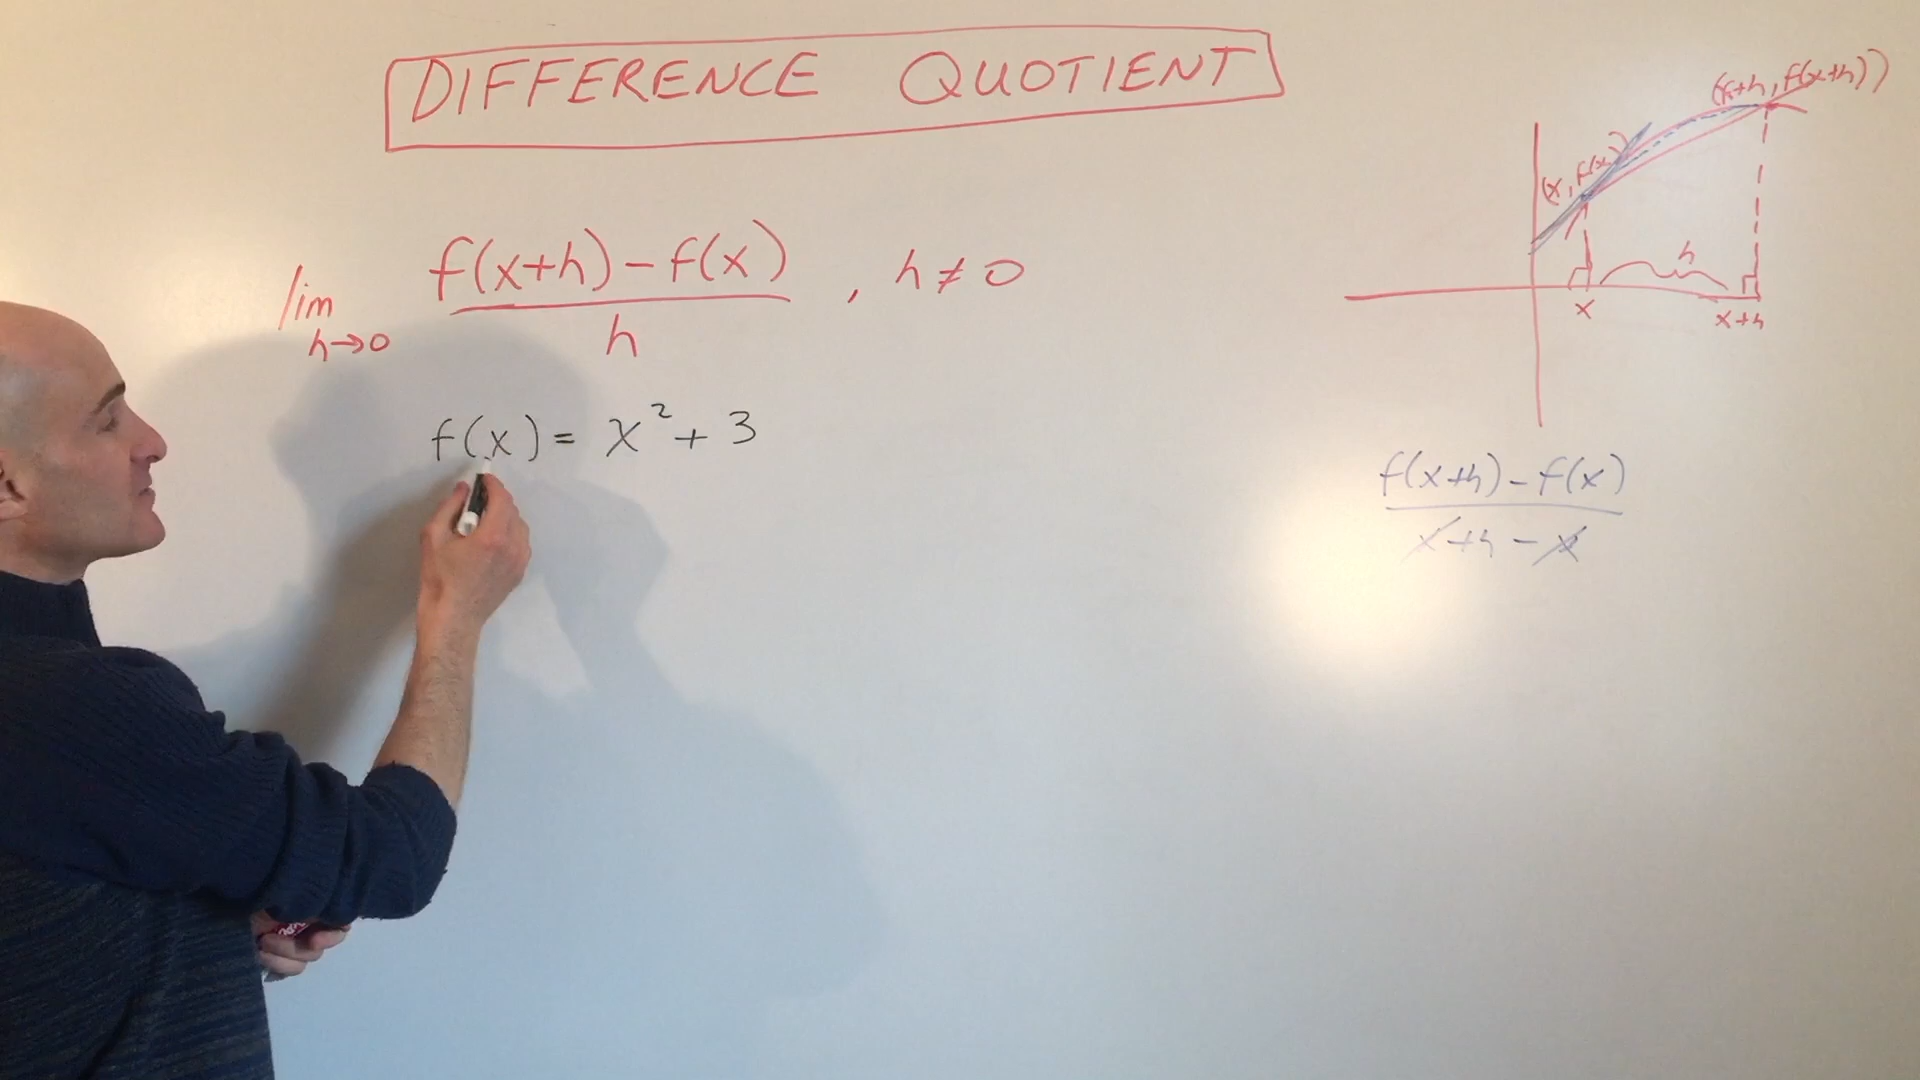 DIFFERENCE QUOTIENT
lim h→0 f(x+h)-f(x) / h , h≠0
f(x) = x² + 3
(x+h, f(x+h))
(x, f(x))
h
x
x+h
f(x+h)-f(x)
x+h-x